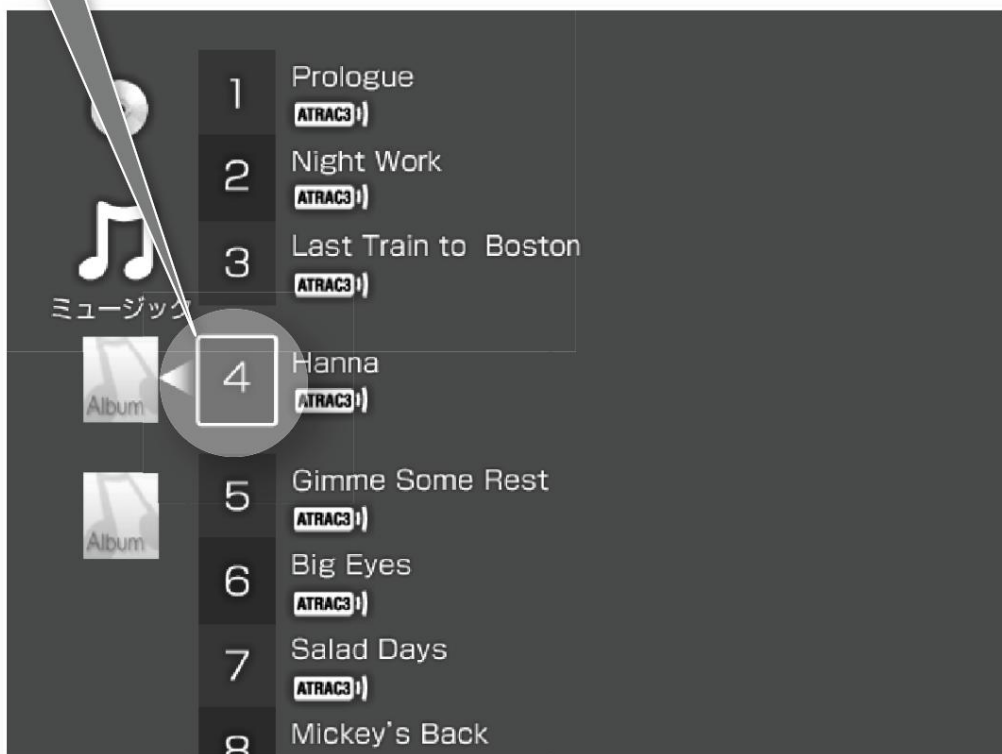 1 Prologue
ATRAC3
2 Night Work
ATRAC3
3 Last Train to Boston
ATRAC3
ミュージック
Album
4 Hanna
ATRAC3
Album
5 Gimme Some Rest
ATRAC3
6 Big Eyes
ATRAC3
7 Salad Days
ATRAC3
8 Mickey's Back